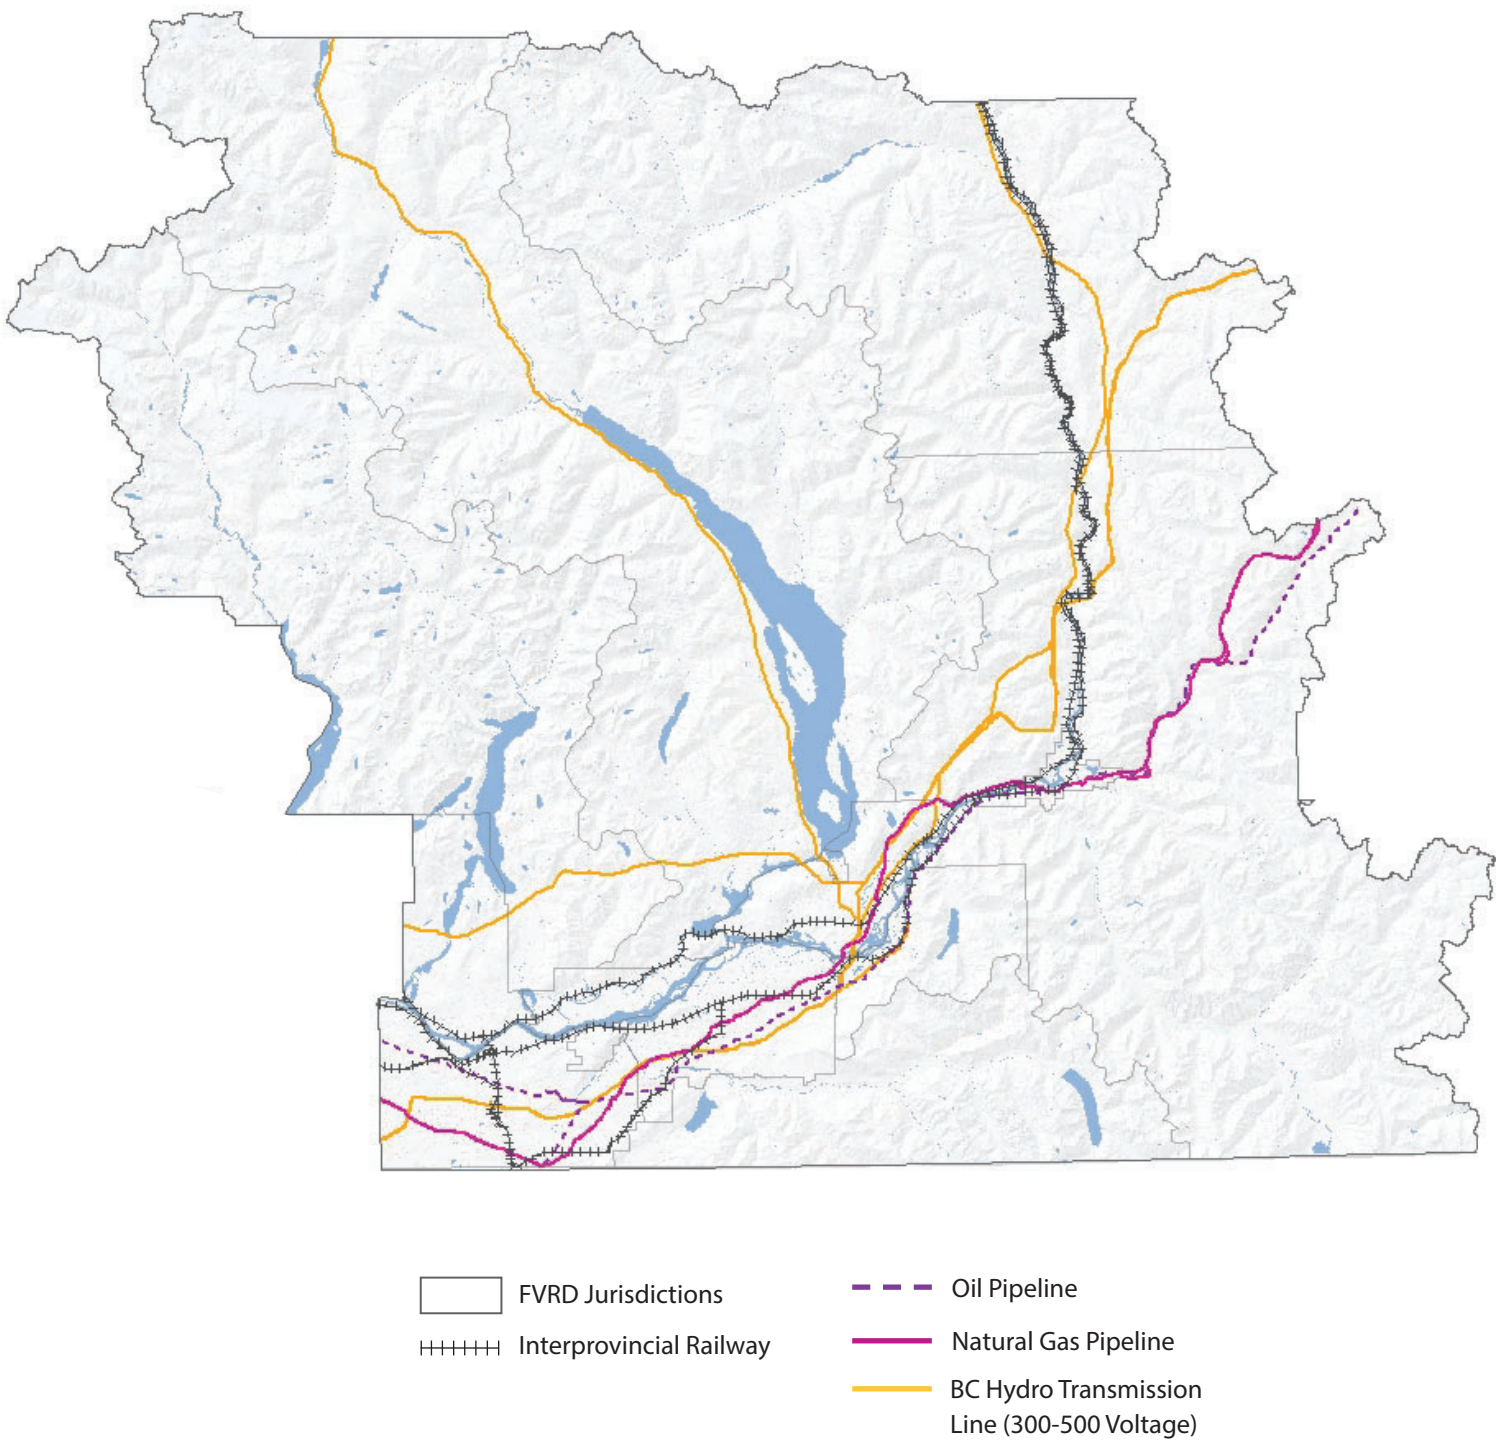 FVRD Jurisdictions
Interprovincial Railway
Oil Pipeline
Natural Gas Pipeline
BC Hydro Transmission
Line (300-500 Voltage)